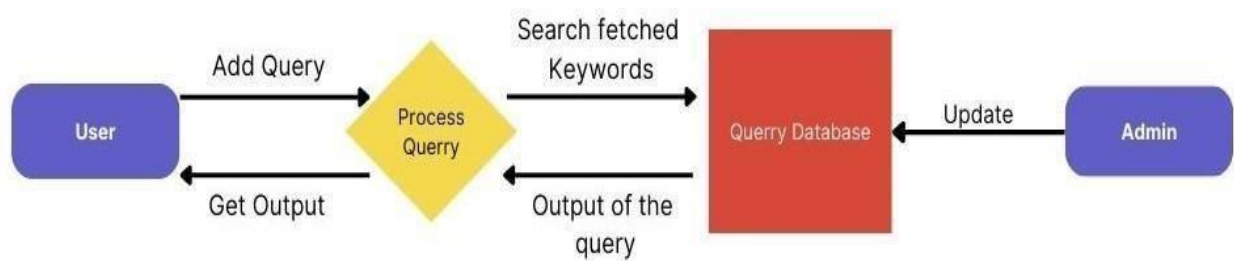 User
Add Query
Get Output
Process
Querry
Search fetched
Keywords
Output of the
query
Querry Database
Update
Admin